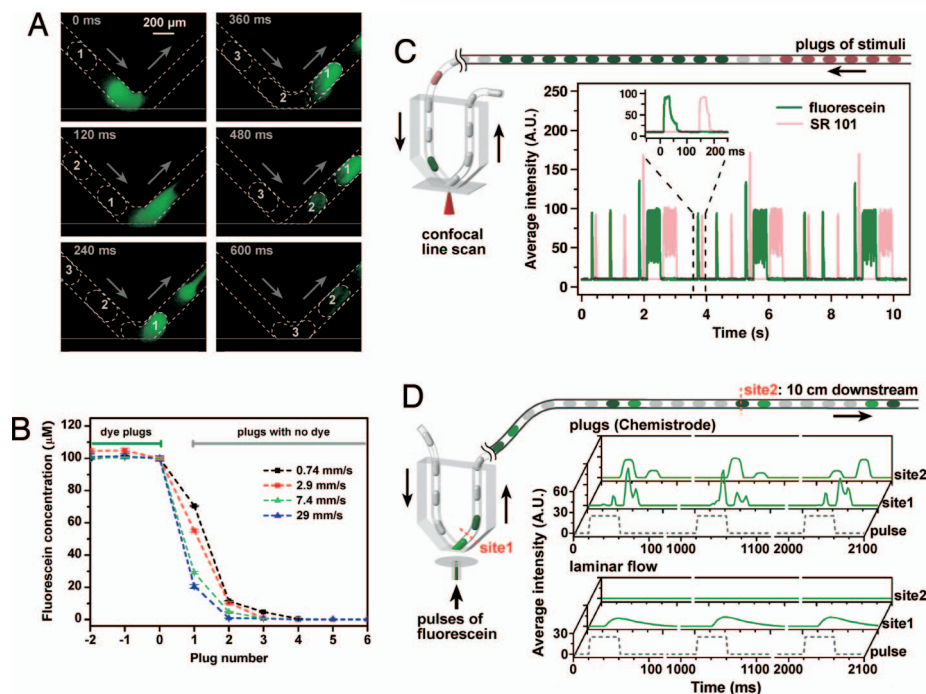 A
0 ms
200 µm
1
360 ms
3
2
1
120 ms
2
1
480 ms
3
2
1
240 ms
3
2
1
600 ms
3
2
B
Fluorescein concentration (µM)
120
100
80
60
40
20
0
dye plugs
plugs with no dye
0.74 mm/s
2.9 mm/s
7.4 mm/s
29 mm/s
-2 -1 0 1 2 3 4 5 6
Plug number
C
plugs of stimuli
confocal
line scan
Average intensity (A.U.)
250
200
150
100
50
0
100
75
50
25
0
0 100 200 ms
fluorescein
SR 101
0 2 4 6 8 10
Time (s)
D
site2: 10 cm downstream
site1
pulses of
fluorescein
plugs (Chemistrode)
Average intensity (A.U.)
60
30
0
site2
site1
pulse
0 100 1000 1100 2000 2100
laminar flow
30
0
site2
site1
pulse
0 100 1000 1100 2000 2100
Time (ms)